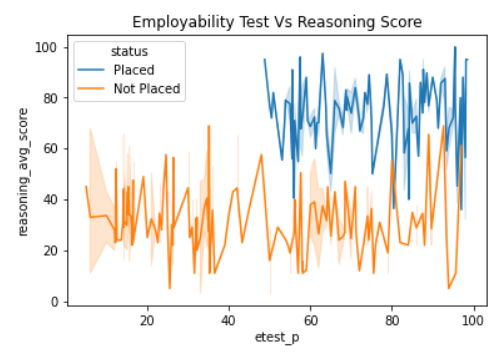 Employability Test Vs Reasoning Score
status
Placed
Not Placed
reasoning_avg_score
100
80
60
40
20
0
20 40 60 80 100
etest_p